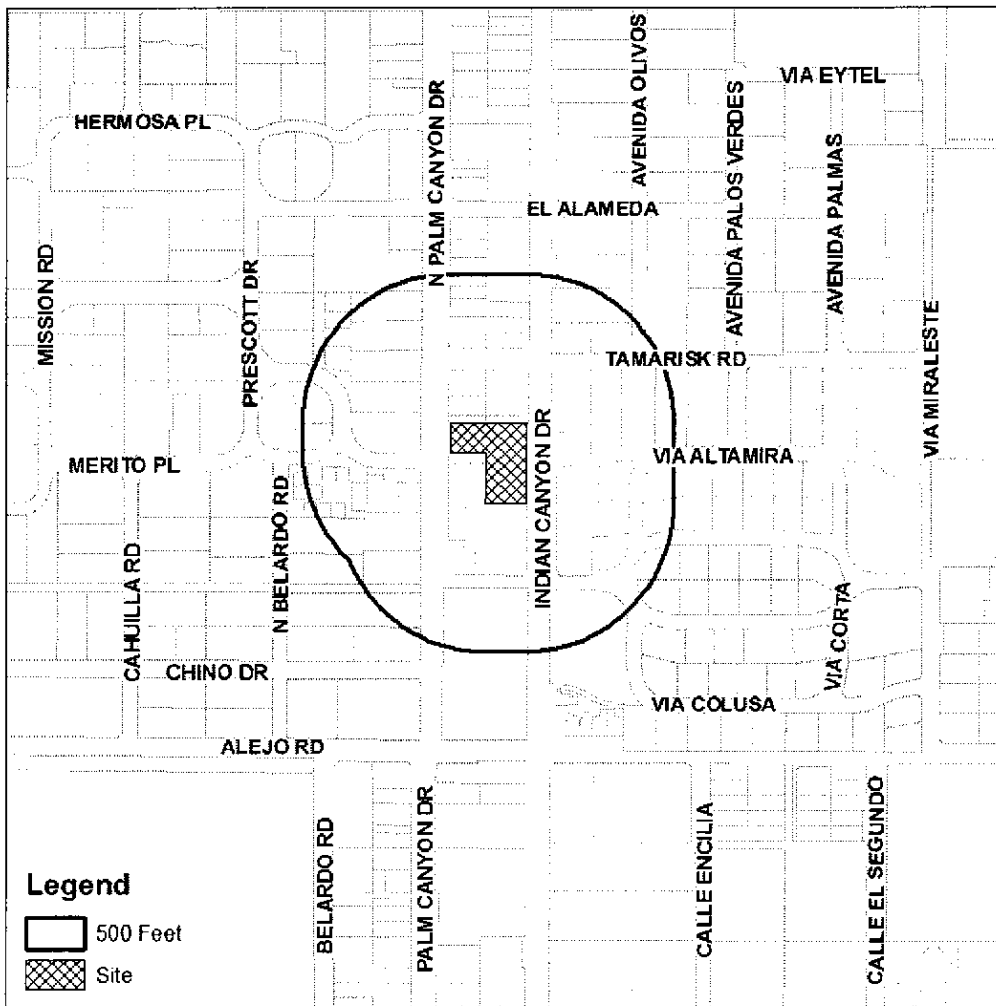 AVENIDA OLIVOS
VIA EYTEL
N PALM CANYON DR
HERMOSA PL
AVENIDA PALOS VERDES
AVENIDA PALMAS
EL ALAMEDA
MISSION RD
PRESCOTT DR
VIA MIRALESTE
TAMARISK RD
INDIAN CANYON DR
VIA ALTAMIRA
MERITO PL
N BELARDO RD
CAHUILLA RD
VIA CORTA
CHINO DR
VIA COLUSA
ALEJO RD
PALM CANYON DR
CALLE ENCILIA
CALLE EL SEGUNDO
BELARDO RD
Legend
500 Feet
Site